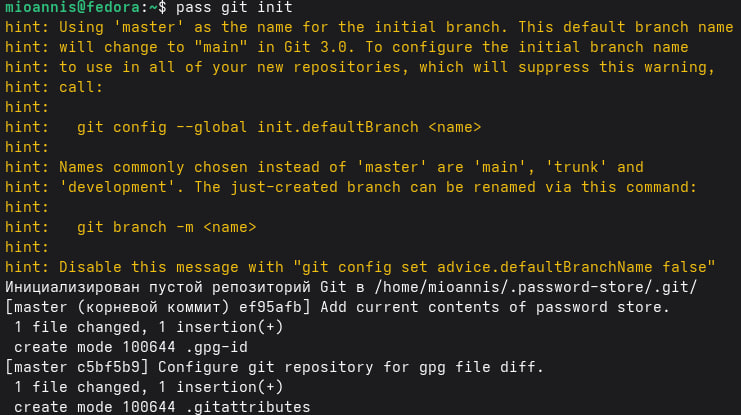 mioannis@fedora:~$ pass git init
hint: Using 'master' as the name for the initial branch. This default branch name
hint: will change to "main" in Git 3.0. To configure the initial branch name
hint: to use in all of your new repositories, which will suppress this warning,
hint: call:
hint:
hint:   git config --global init.defaultBranch <name>
hint:
hint: Names commonly chosen instead of 'master' are 'main', 'trunk' and
hint: 'development'. The just-created branch can be renamed via this command:
hint:
hint:   git branch -m <name>
hint:
hint: Disable this message with "git config set advice.defaultBranchName false"
Инициализирован пустой репозиторий Git в /home/mioannis/.password-store/.git/
[master (корневой коммит) ef95afb] Add current contents of password store.
 1 file changed, 1 insertion(+)
 create mode 100644 .gpg-id
[master c5bf5b9] Configure git repository for gpg file diff.
 1 file changed, 1 insertion(+)
 create mode 100644 .gitattributes